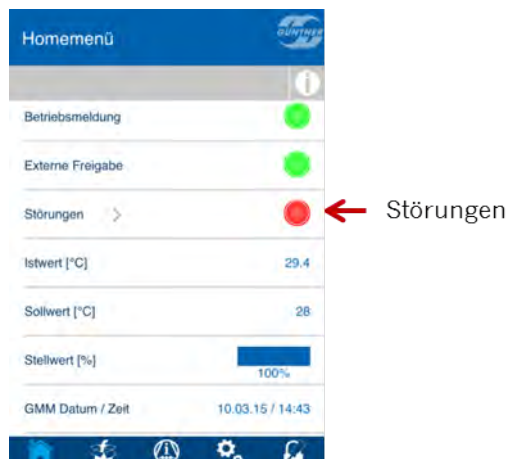 Homemenü
GÜNTNER
i
Betriebsmeldung
Externe Freigabe
Störungen >
Störungen
Istwert [°C] 29.4
Sollwert [°C] 28
Stellwert [%]
100%
GMM Datum / Zeit 10.03.15 / 14:43